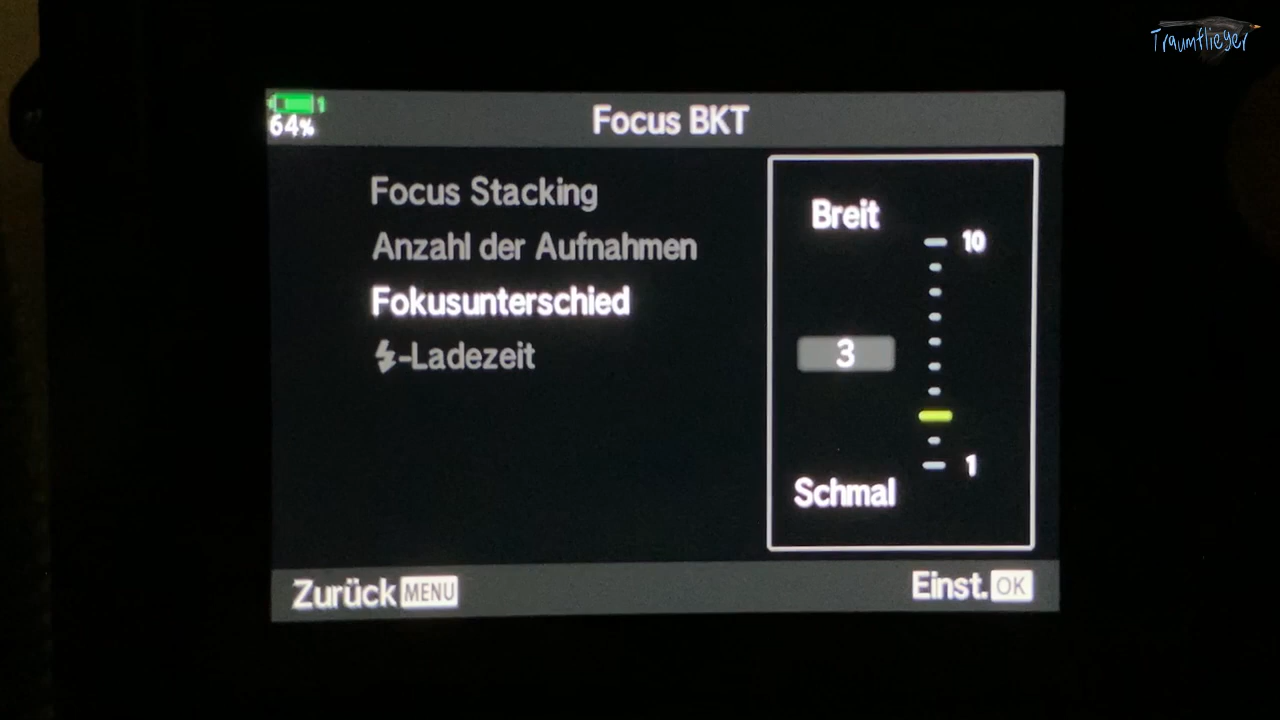 Traumflieger
1
64%
Focus BKT
Focus Stacking
Anzahl der Aufnahmen
Fokusunterschied
-Ladezeit
Breit
10
3
1
Schmal
Zurück MENU
Einst. OK